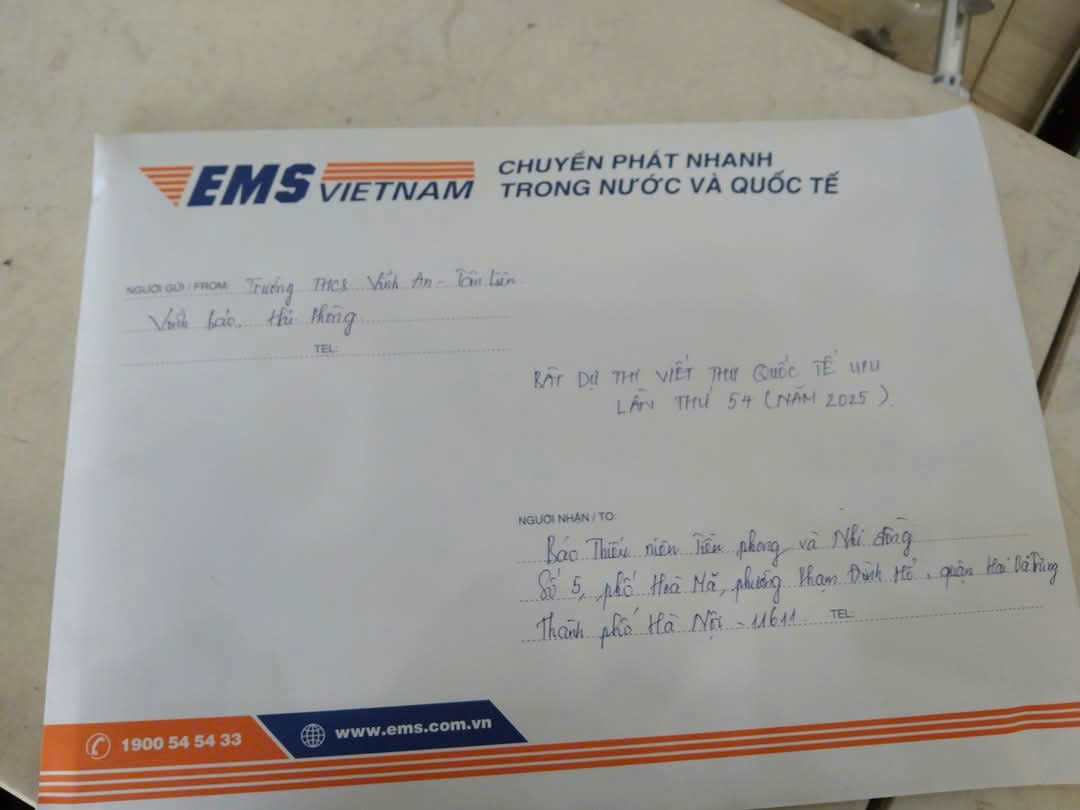 EMS VIETNAM
CHUYỂN PHÁT NHANH
TRONG NƯỚC VÀ QUỐC TẾ
NGƯỜI GỬI / FROM: Trường THCS Vĩnh An - Tân Liên
Vĩnh Bảo, Hải Phòng
TEL:
BÀI DỰ THI VIẾT THƯ QUỐC TẾ UPU
LẦN THỨ 54 (NĂM 2025).
NGƯỜI NHẬN / TO:
Báo Thiếu niên Tiền phong và Nhi đồng
Số 5, phố Hoà Mã, phường Phạm Đình Hổ, quận Hai Bà Trưng
Thành phố Hà Nội - 11611 TEL:
1900 54 54 33
www.ems.com.vn